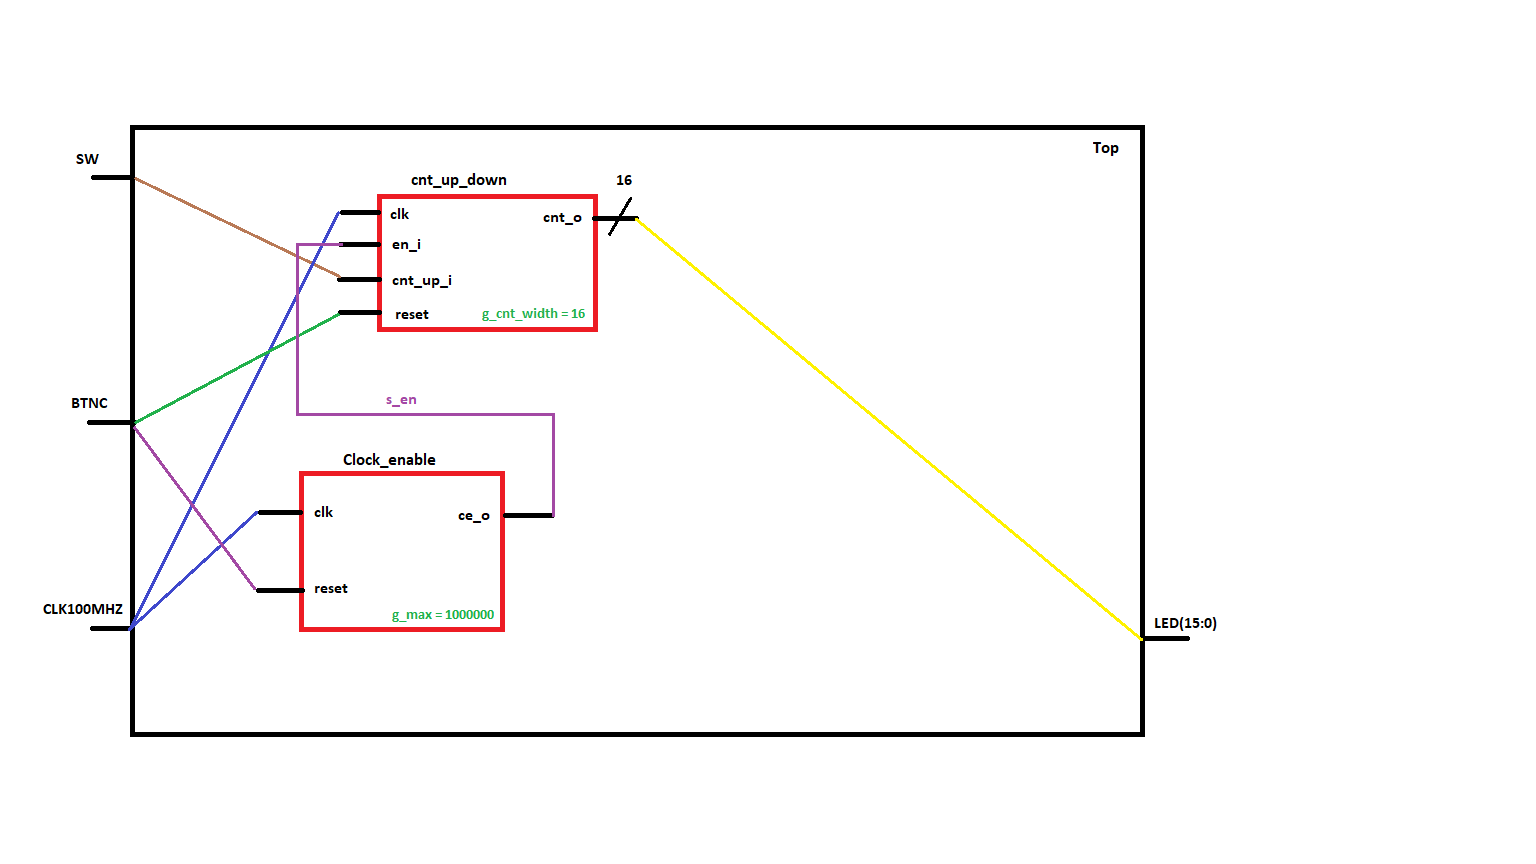 Top
SW
cnt_up_down
16
clk
cnt_o
en_i
cnt_up_i
reset
g_cnt_width = 16
BTNC
s_en
Clock_enable
clk
ce_o
reset
g_max = 1000000
CLK100MHZ
LED(15:0)